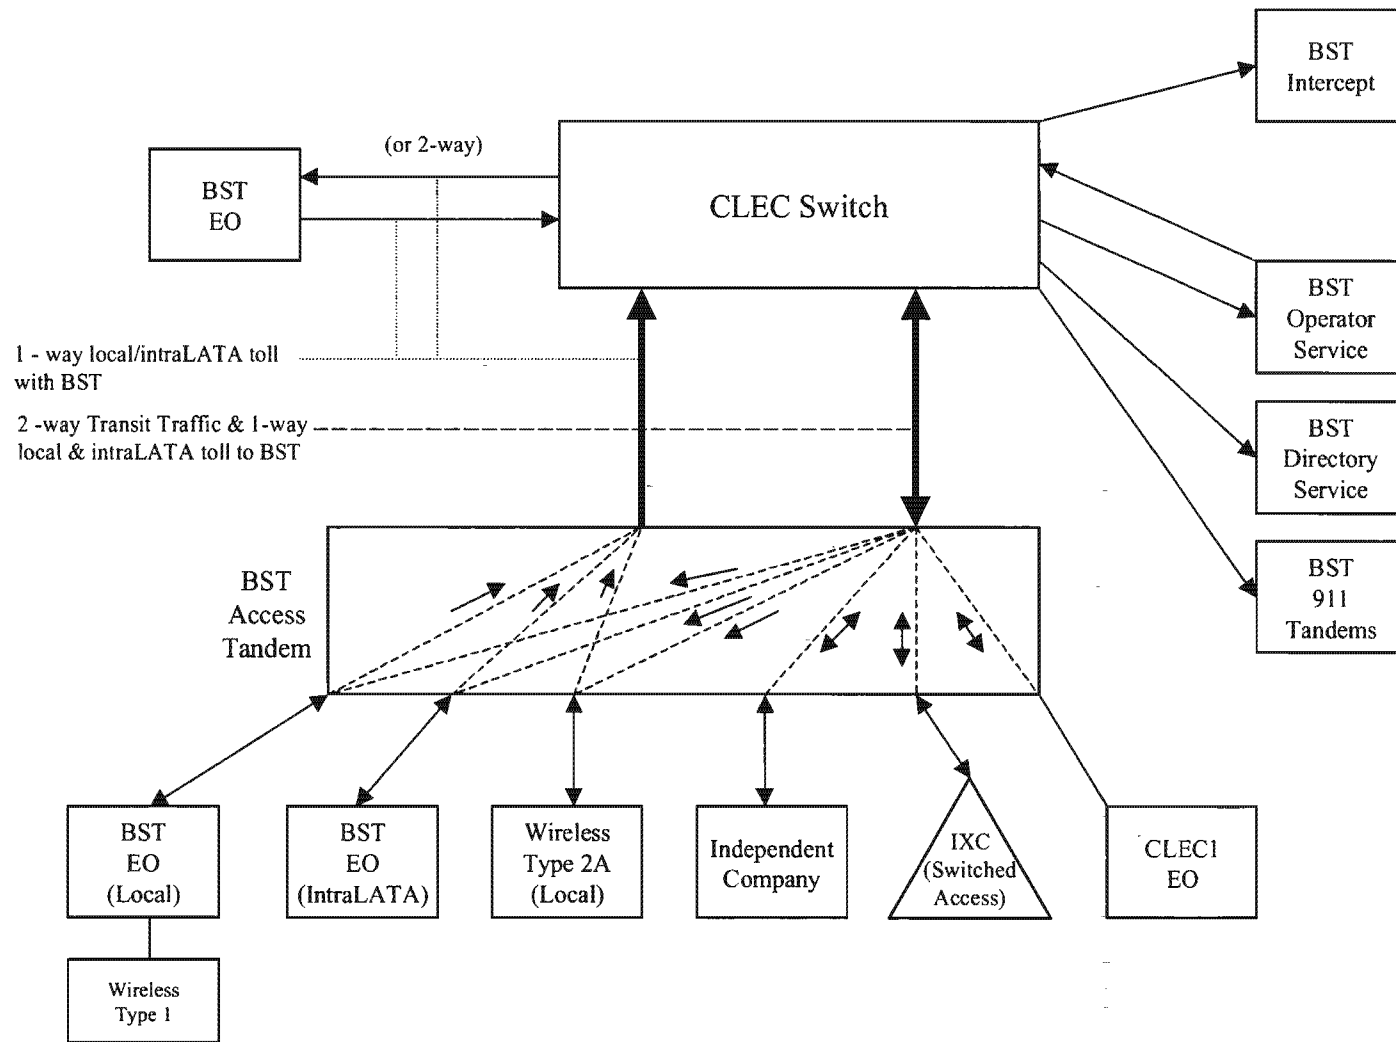 BST
Intercept
(or 2-way)
BST
EO
CLEC Switch
BST
Operator
Service
1 - way local/intraLATA toll
with BST
2 -way Transit Traffic & 1-way
local & intraLATA toll to BST
BST
Directory
Service
BST
Access
Tandem
BST
911
Tandems
BST
EO
(Local)
BST
EO
(IntraLATA)
Wireless
Type 2A
(Local)
Independent
Company
IXC
(Switched
Access)
CLEC1
EO
Wireless
Type 1